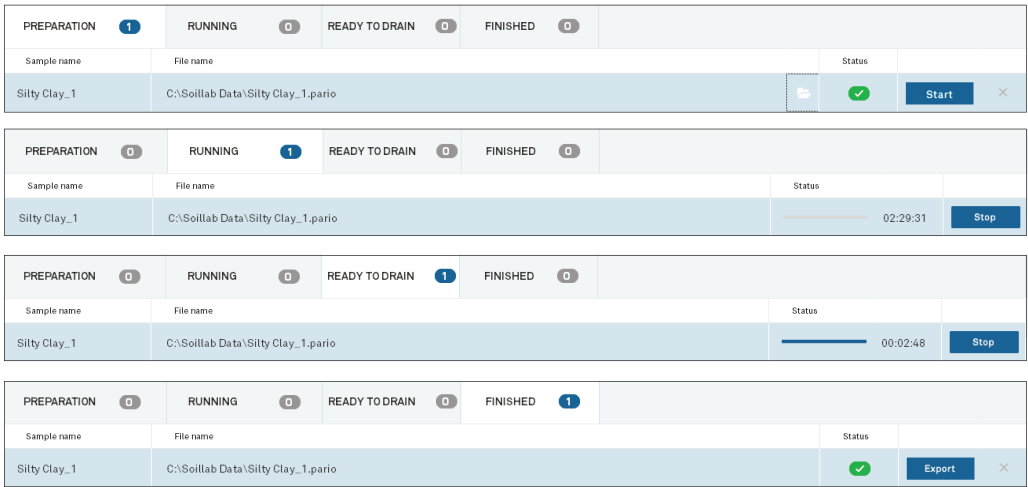 PREPARATION 1 RUNNING 0 READY TO DRAIN 0 FINISHED 0
Sample name File name Status
Silty Clay_1 C:\Soillab Data\Silty Clay_1.pario Start
PREPARATION 0 RUNNING 1 READY TO DRAIN 0 FINISHED 0
Sample name File name Status
Silty Clay_1 C:\Soillab Data\Silty Clay_1.pario 02:29:31 Stop
PREPARATION 0 RUNNING 0 READY TO DRAIN 1 FINISHED 0
Sample name File name Status
Silty Clay_1 C:\Soillab Data\Silty Clay_1.pario 00:02:48 Stop
PREPARATION 0 RUNNING 0 READY TO DRAIN 0 FINISHED 1
Sample name File name Status
Silty Clay_1 C:\Soillab Data\Silty Clay_1.pario Export